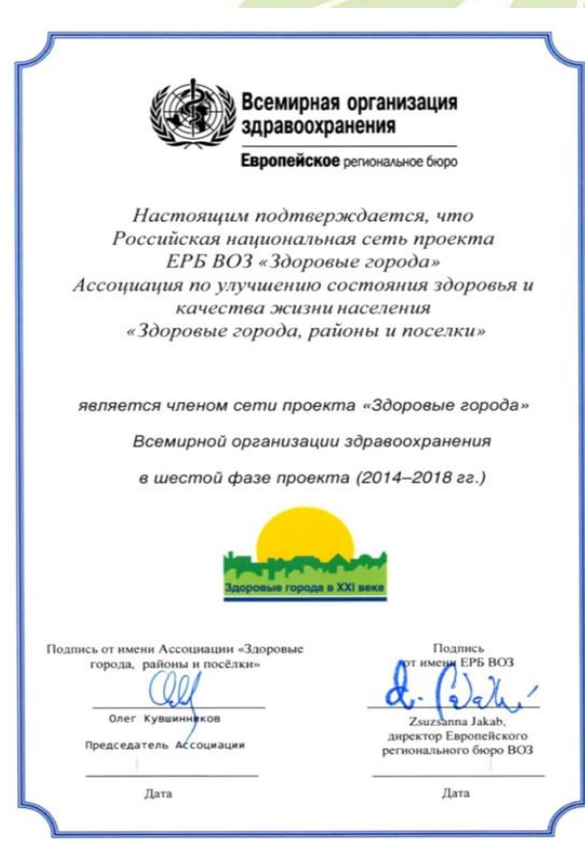 Всемирная организация
здравоохранения
Европейское региональное бюро
Настоящим подтверждается, что
Российская национальная сеть проекта
ЕРБ ВОЗ «Здоровые города»
Ассоциация по улучшению состояния здоровья и
качества жизни населения
«Здоровые города, районы и поселки»
является членом сети проекта «Здоровые города»
Всемирной организации здравоохранения
в шестой фазе проекта (2014–2018 гг.)
Здоровые города в XXI веке
Подпись от имени Ассоциации «Здоровые
города, районы и посёлки»
Олег Кувшинников
Председатель Ассоциации
Дата
Подпись
от имени ЕРБ ВОЗ
Zsuzsanna Jakab,
директор Европейского
регионального бюро ВОЗ
Дата